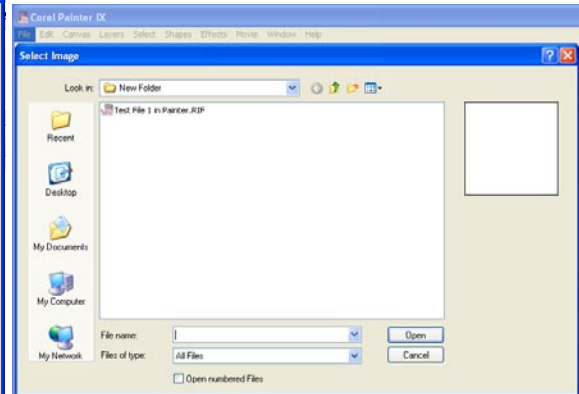 Corel Painter IX
File Edit Canvas Layers Select Shapes Effects Movie Window Help
Select Image
Look in: New Folder
Test File 1 in Painter.RIF
Recent
Desktop
My Documents
My Computer
My Network
File name:
Open
Files of type: All Files
Cancel
Open numbered Files